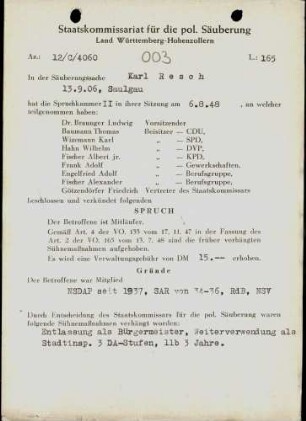 Staatskommissariat für die pol. Säuberung
Land Württemberg-Hohenzollern
Az.: 12/C/4060 003 L: 165
In der Säuberungssache Karl Resch
13.9.06, Saulgau
hat die Spruchkammer II in ihrer Sitzung am 6.8.48 , an welcher
teilgenommen haben:
Dr. Braunger Ludwig Vorsitzender
Baumann Thomas Beisitzer — CDU,
Wizemann Karl „ — SPD,
Hahn Wilhelm „ — DVP,
Fischer Albert jr. „ — KPD,
Frank Adolf „ — Gewerkschaften,
Engelfried Adolf „ — Berufsgruppe,
Fischer Alexander „ — Berufsgruppe,
Götzendörfer Friedrich Vertreter des Staatskommissars
beschlossen und verkündet folgenden
SPRUCH
Der Betroffene ist Mitläufer.
Gemäß Art. 4 der VO. 133 vom 17. 11. 47 in der Fassung des
Art. 2 der VO. 165 vom 13. 7. 48 sind die früher verhängten
Sühnemaßnahmen aufgehoben.
Es wird eine Verwaltungsgebühr von DM 15.-- erhoben.
Gründe
Der Betroffene war Mitglied
NSDAP seit 1937, SAR von 34-36, RdB, NSV
Durch Entscheidung des Staatskommissars für die pol. Säuberung waren
folgende Sühnemaßnahmen verhängt worden:
Entlassung als Bürgermeister, Weiterverwendung als
Stadtinsp. 3 DA-Stufen, 11b 3 Jahre.